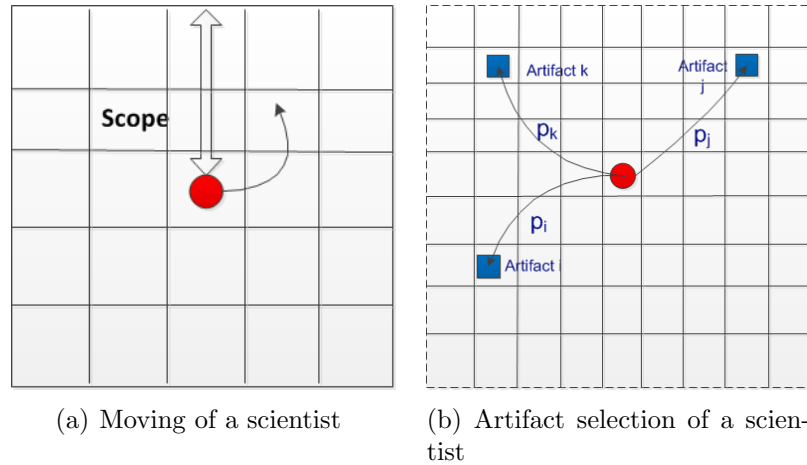 Scope
(a) Moving of a scientist
Artifact k
Artifact
j
pk
pj
pi
Artifact i
(b) Artifact selection of a scien-
tist